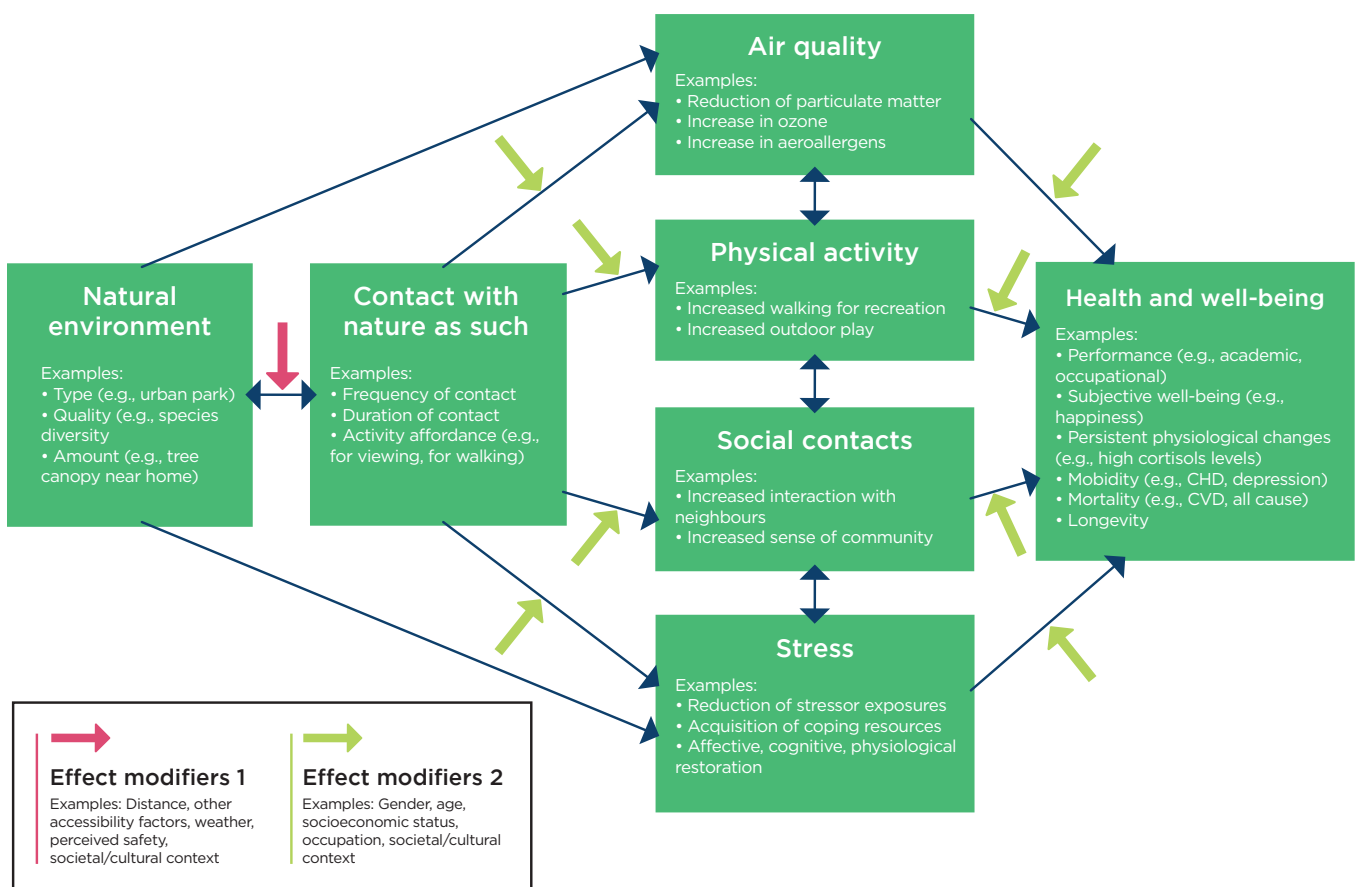 Air quality
Examples:
• Reduction of particulate matter
• Increase in ozone
• Increase in aeroallergens
Natural
environment
Examples:
• Type (e.g., urban park)
• Quality (e.g., species
diversity
• Amount (e.g., tree
canopy near home)
Contact with
nature as such
Examples:
• Frequency of contact
• Duration of contact
• Activity affordance (e.g.,
for viewing, for walking)
Physical activity
Examples:
• Increased walking for recreation
• Increased outdoor play
Social contacts
Examples:
• Increased interaction with
neighbours
• Increased sense of community
Stress
Examples:
• Reduction of stressor exposures
• Acquisition of coping resources
• Affective, cognitive, physiological
restoration
Health and well-being
Examples:
• Performance (e.g., academic,
occupational)
• Subjective well-being (e.g.,
happiness)
• Persistent physiological changes
(e.g., high cortisols levels)
• Mobidity (e.g., CHD, depression)
• Mortality (e.g., CVD, all cause)
• Longevity
Effect modifiers 1
Examples: Distance, other
accessibility factors, weather,
perceived safety,
societal/cultural context
Effect modifiers 2
Examples: Gender, age,
socioeconomic status,
occupation, societal/cultural
context